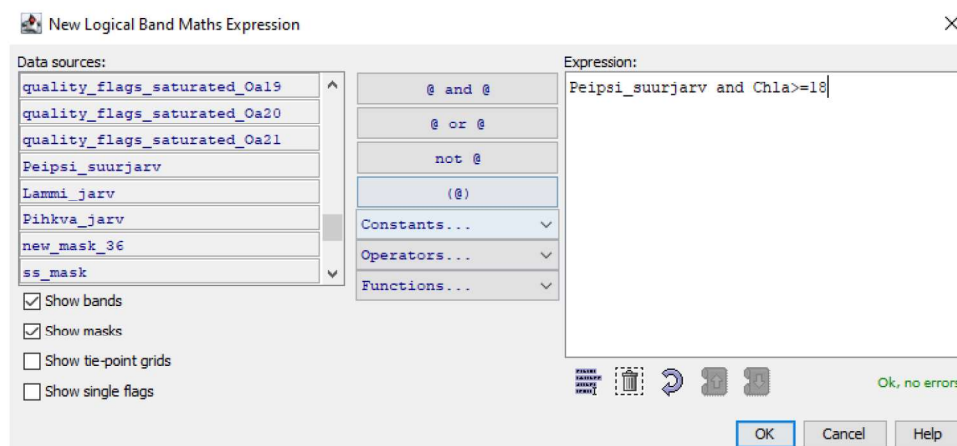 New Logical Band Maths Expression
Data sources:
quality_flags_saturated_Oa19
quality_flags_saturated_Oa20
quality_flags_saturated_Oa21
Peipsi_suurjarv
Lammi_jarv
Pihkva_jarv
new_mask_36
ss_mask
Show bands
Show masks
Show tie-point grids
Show single flags
@ and @
@ or @
not @
(@)
Constants...
Operators...
Functions...
Expression:
Peipsi_suurjarv and Chla>=18
Ok, no errors
OK
Cancel
Help